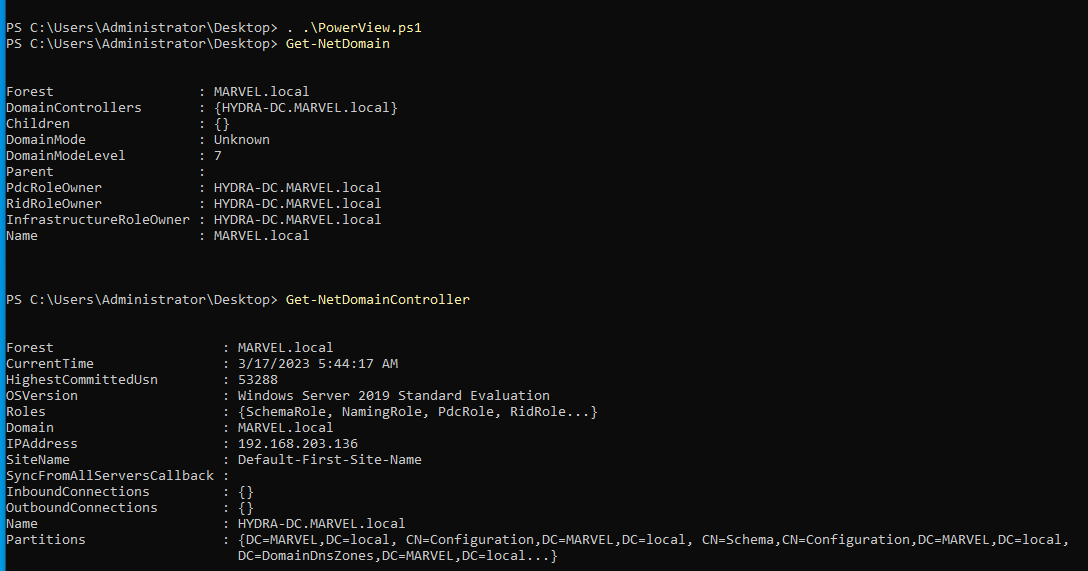 PS C:\Users\Administrator\Desktop> . .\PowerView.ps1
PS C:\Users\Administrator\Desktop> Get-NetDomain
Forest                  : MARVEL.local
DomainControllers       : {HYDRA-DC.MARVEL.local}
Children                : {}
DomainMode              : Unknown
DomainModeLevel         : 7
Parent                  :
PdcRoleOwner            : HYDRA-DC.MARVEL.local
RidRoleOwner            : HYDRA-DC.MARVEL.local
InfrastructureRoleOwner : HYDRA-DC.MARVEL.local
Name                    : MARVEL.local
PS C:\Users\Administrator\Desktop> Get-NetDomainController
Forest                     : MARVEL.local
CurrentTime                : 3/17/2023 5:44:17 AM
HighestCommittedUsn        : 53288
OSVersion                  : Windows Server 2019 Standard Evaluation
Roles                      : {SchemaRole, NamingRole, PdcRole, RidRole...}
Domain                     : MARVEL.local
IPAddress                  : 192.168.203.136
SiteName                   : Default-First-Site-Name
SyncFromAllServersCallback :
InboundConnections         : {}
OutboundConnections        : {}
Name                       : HYDRA-DC.MARVEL.local
Partitions                 : {DC=MARVEL,DC=local, CN=Configuration,DC=MARVEL,DC=local, CN=Schema,CN=Configuration,DC=MARVEL,DC=local,
DC=DomainDnsZones,DC=MARVEL,DC=local...}